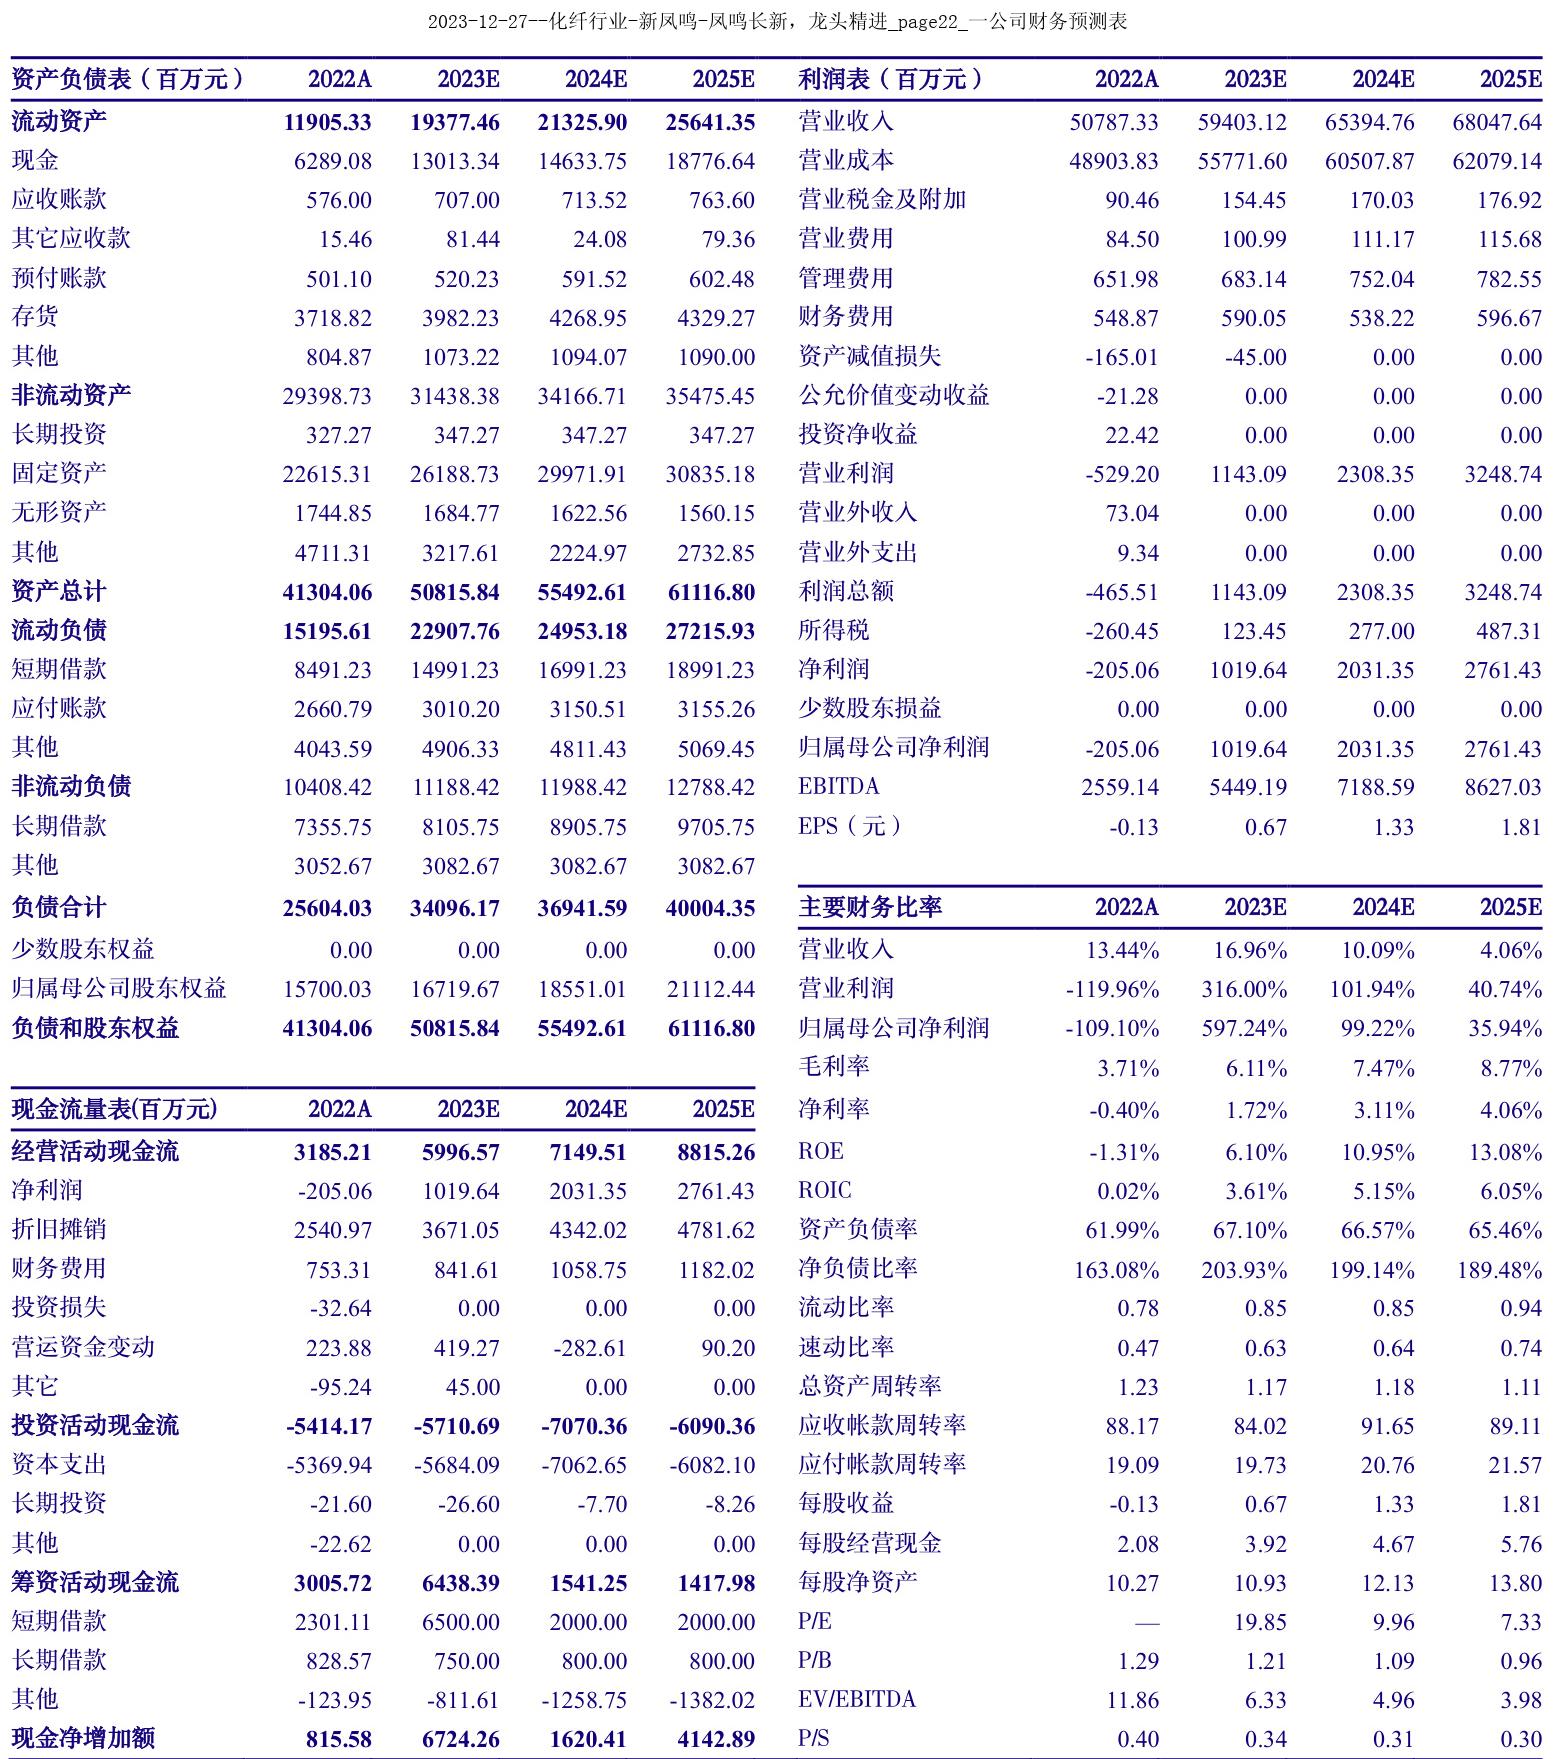 2023-12-27--化纤行业-新凤鸣-凤鸣长新，龙头精进_page22_一公司财务预测表
资产负债表（百万元） 2022A 2023E 2024E 2025E
流动资产 11905.33 19377.46 21325.90 25641.35
现金 6289.08 13013.34 14633.75 18776.64
应收账款 576.00 707.00 713.52 763.60
其它应收款 15.46 81.44 24.08 79.36
预付账款 501.10 520.23 591.52 602.48
存货 3718.82 3982.23 4268.95 4329.27
其他 804.87 1073.22 1094.07 1090.00
非流动资产 29398.73 31438.38 34166.71 35475.45
长期投资 327.27 347.27 347.27 347.27
固定资产 22615.31 26188.73 29971.91 30835.18
无形资产 1744.85 1684.77 1622.56 1560.15
其他 4711.31 3217.61 2224.97 2732.85
资产总计 41304.06 50815.84 55492.61 61116.80
流动负债 15195.61 22907.76 24953.18 27215.93
短期借款 8491.23 14991.23 16991.23 18991.23
应付账款 2660.79 3010.20 3150.51 3155.26
其他 4043.59 4906.33 4811.43 5069.45
非流动负债 10408.42 11188.42 11988.42 12788.42
长期借款 7355.75 8105.75 8905.75 9705.75
其他 3052.67 3082.67 3082.67 3082.67
负债合计 25604.03 34096.17 36941.59 40004.35
少数股东权益 0.00 0.00 0.00 0.00
归属母公司股东权益 15700.03 16719.67 18551.01 21112.44
负债和股东权益 41304.06 50815.84 55492.61 61116.80
现金流量表(百万元) 2022A 2023E 2024E 2025E
经营活动现金流 3185.21 5996.57 7149.51 8815.26
净利润 -205.06 1019.64 2031.35 2761.43
折旧摊销 2540.97 3671.05 4342.02 4781.62
财务费用 753.31 841.61 1058.75 1182.02
投资损失 -32.64 0.00 0.00 0.00
营运资金变动 223.88 419.27 -282.61 90.20
其它 -95.24 45.00 0.00 0.00
投资活动现金流 -5414.17 -5710.69 -7070.36 -6090.36
资本支出 -5369.94 -5684.09 -7062.65 -6082.10
长期投资 -21.60 -26.60 -7.70 -8.26
其他 -22.62 0.00 0.00 0.00
筹资活动现金流 3005.72 6438.39 1541.25 1417.98
短期借款 2301.11 6500.00 2000.00 2000.00
长期借款 828.57 750.00 800.00 800.00
其他 -123.95 -811.61 -1258.75 -1382.02
现金净增加额 815.58 6724.26 1620.41 4142.89
利润表（百万元） 2022A 2023E 2024E 2025E
营业收入 50787.33 59403.12 65394.76 68047.64
营业成本 48903.83 55771.60 60507.87 62079.14
营业税金及附加 90.46 154.45 170.03 176.92
营业费用 84.50 100.99 111.17 115.68
管理费用 651.98 683.14 752.04 782.55
财务费用 548.87 590.05 538.22 596.67
资产减值损失 -165.01 -45.00 0.00 0.00
公允价值变动收益 -21.28 0.00 0.00 0.00
投资净收益 22.42 0.00 0.00 0.00
营业利润 -529.20 1143.09 2308.35 3248.74
营业外收入 73.04 0.00 0.00 0.00
营业外支出 9.34 0.00 0.00 0.00
利润总额 -465.51 1143.09 2308.35 3248.74
所得税 -260.45 123.45 277.00 487.31
净利润 -205.06 1019.64 2031.35 2761.43
少数股东损益 0.00 0.00 0.00 0.00
归属母公司净利润 -205.06 1019.64 2031.35 2761.43
EBITDA 2559.14 5449.19 7188.59 8627.03
EPS（元） -0.13 0.67 1.33 1.81
主要财务比率 2022A 2023E 2024E 2025E
营业收入 13.44% 16.96% 10.09% 4.06%
营业利润 -119.96% 316.00% 101.94% 40.74%
归属母公司净利润 -109.10% 597.24% 99.22% 35.94%
毛利率 3.71% 6.11% 7.47% 8.77%
净利率 -0.40% 1.72% 3.11% 4.06%
ROE -1.31% 6.10% 10.95% 13.08%
ROIC 0.02% 3.61% 5.15% 6.05%
资产负债率 61.99% 67.10% 66.57% 65.46%
净负债比率 163.08% 203.93% 199.14% 189.48%
流动比率 0.78 0.85 0.85 0.94
速动比率 0.47 0.63 0.64 0.74
总资产周转率 1.23 1.17 1.18 1.11
应收帐款周转率 88.17 84.02 91.65 89.11
应付帐款周转率 19.09 19.73 20.76 21.57
每股收益 -0.13 0.67 1.33 1.81
每股经营现金 2.08 3.92 4.67 5.76
每股净资产 10.27 10.93 12.13 13.80
P/E — 19.85 9.96 7.33
P/B 1.29 1.21 1.09 0.96
EV/EBITDA 11.86 6.33 4.96 3.98
P/S 0.40 0.34 0.31 0.30